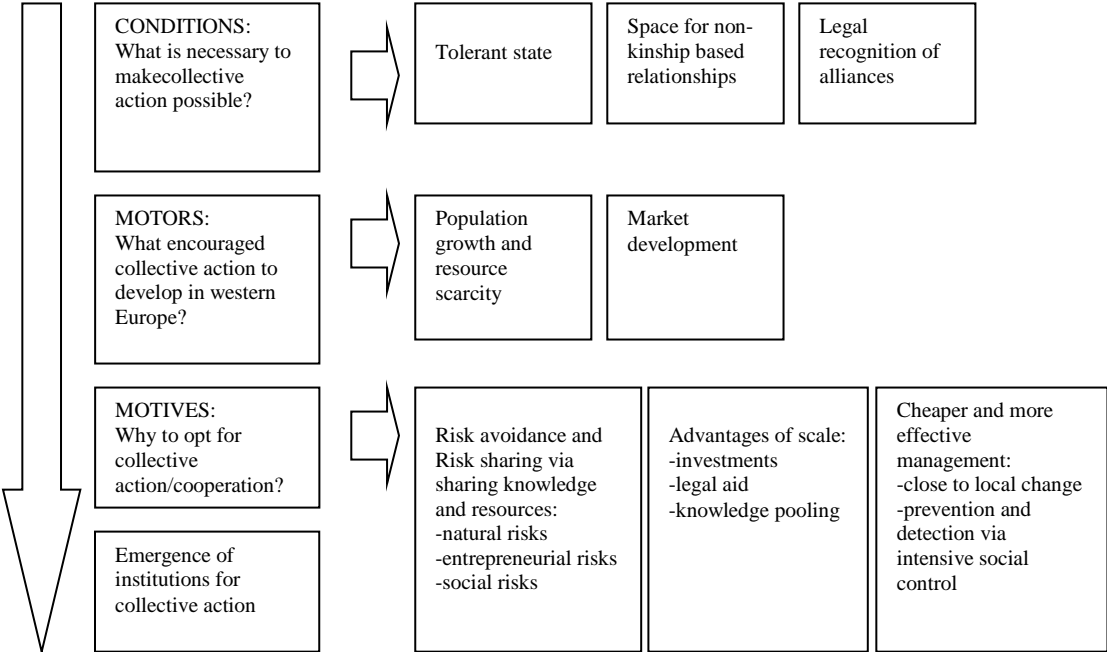 CONDITIONS:
What is necessary to
makecollective
action possible?
Tolerant state
Space for non-
kinship based
relationships
Legal
recognition of
alliances
MOTORS:
What encouraged
collective action to
develop in western
Europe?
Population
growth and
resource
scarcity
Market
development
MOTIVES:
Why to opt for
collective
action/cooperation?
Risk avoidance and
Risk sharing via
sharing knowledge
and resources:
-natural risks
-entrepreneurial risks
-social risks
Advantages of scale:
-investments
-legal aid
-knowledge pooling
Cheaper and more
effective
management:
-close to local change
-prevention and
detection via
intensive social
control
Emergence of
institutions for
collective action